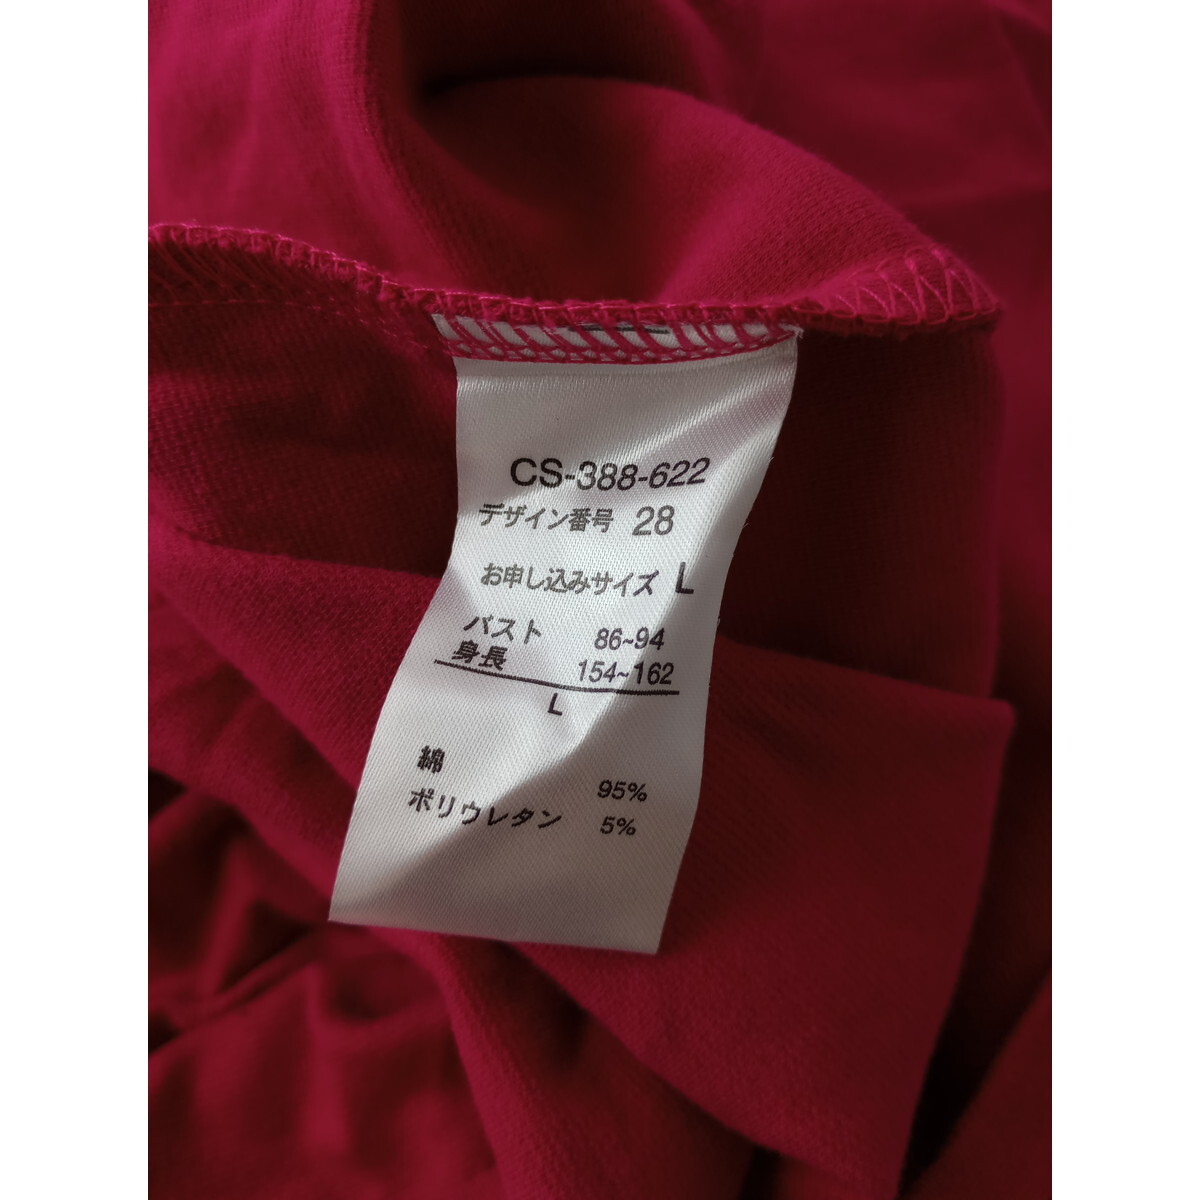 CS-388-622
デザイン番号 28
お申し込みサイズ L
バスト 86~94
身長 154~162
L
綿 95%
ポリウレタン 5%